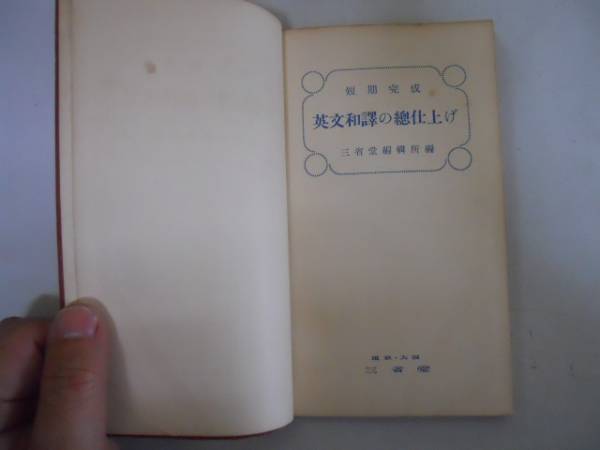 短期完成
英文和譯の總仕上げ
三省堂編輯所編
東京・大阪
三省堂